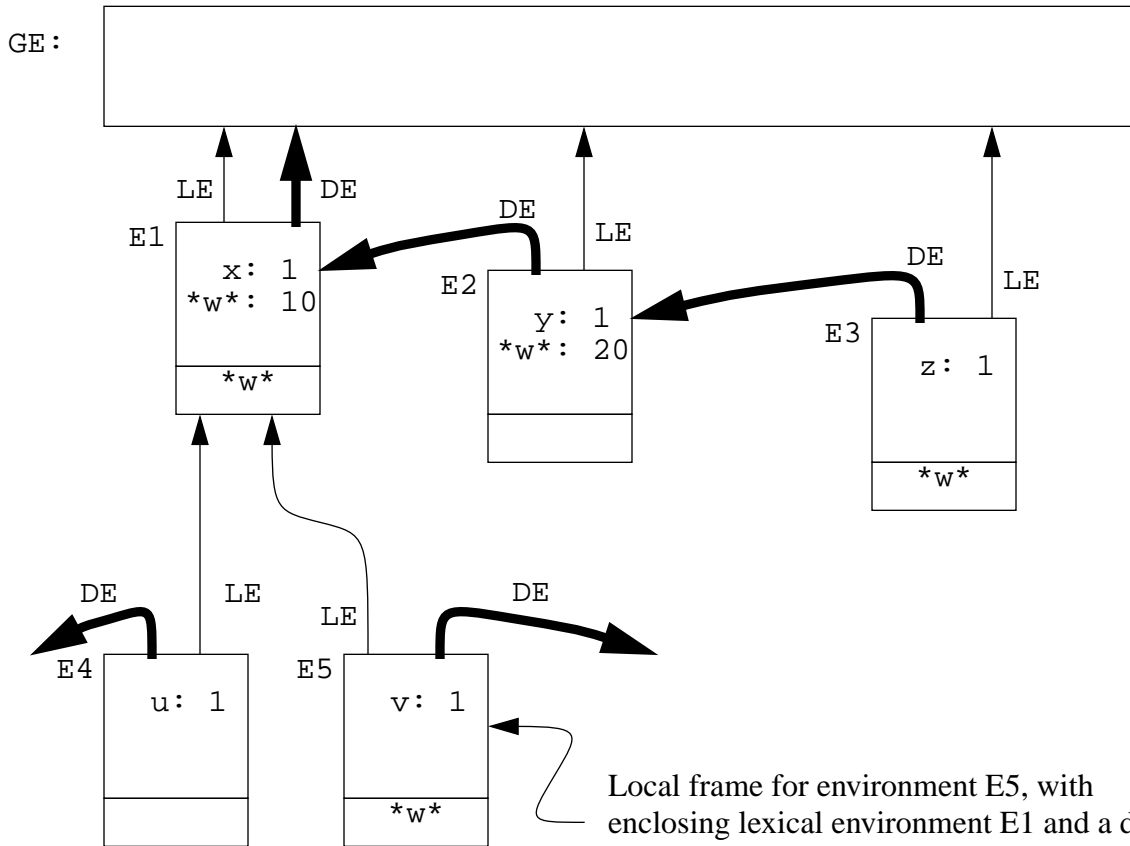 GE:
LE
DE
E1
x: 1
*w*: 10
*w*
DE
LE
E2
y: 1
*w*: 20
DE
LE
E3
z: 1
*w*
DE
LE
E4
u: 1
LE
DE
E5
v: 1
*w*
Local frame for environment E5, with
enclosing lexical environment E1 and a d